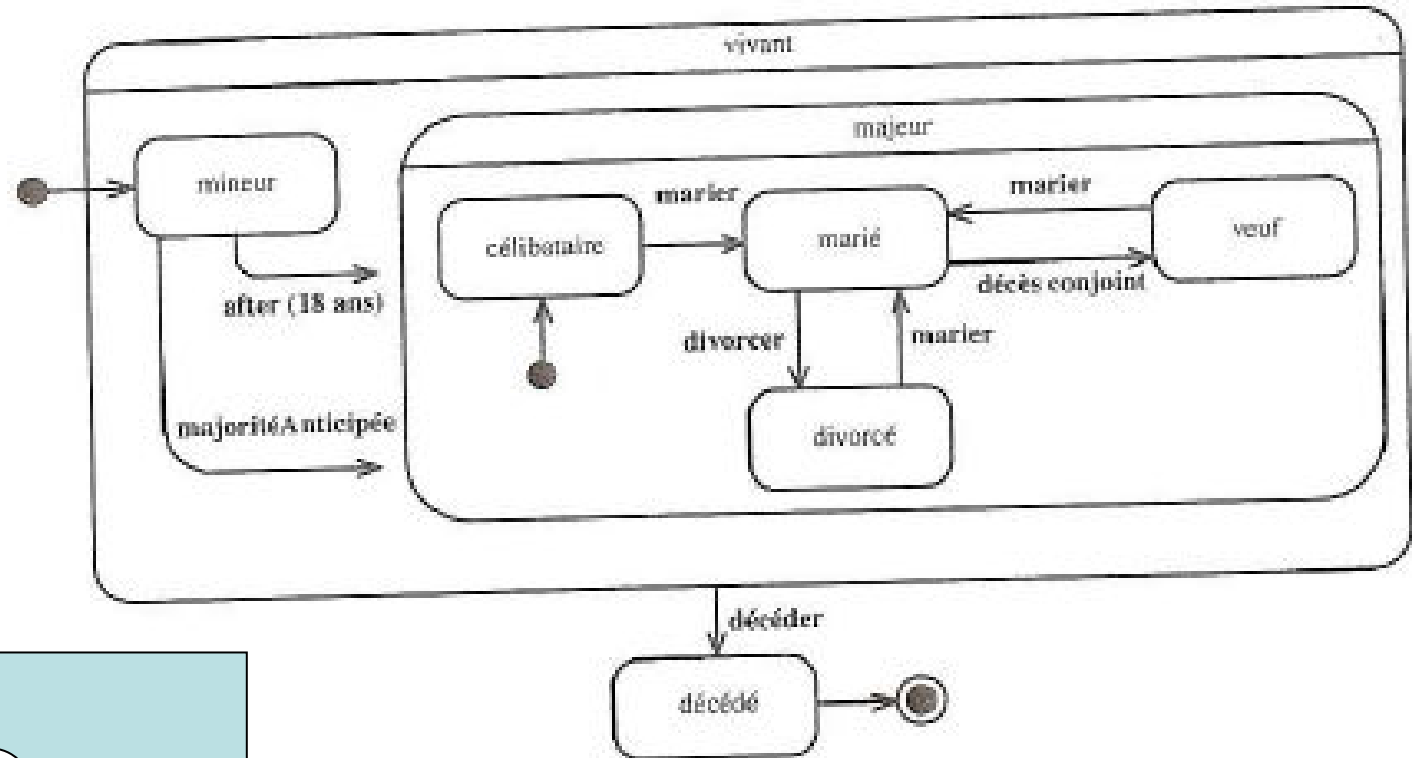 vivant
majeur
mineur
célibataire
marier
marié
marier
veuf
after (18 ans)
décès conjoint
divorcer
marier
majoritéAnticipée
divorcé
décéder
décédé